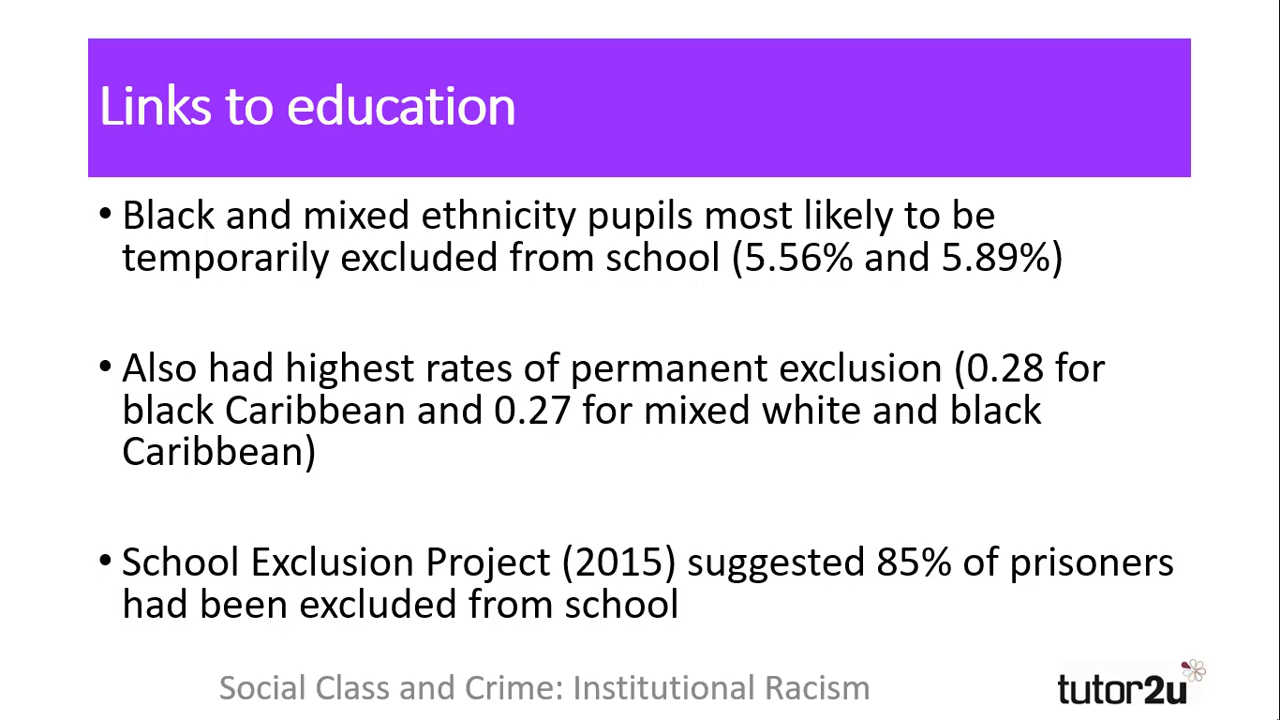 Links to education
• Black and mixed ethnicity pupils most likely to be
temporarily excluded from school (5.56% and 5.89%)
• Also had highest rates of permanent exclusion (0.28 for
black Caribbean and 0.27 for mixed white and black
Caribbean)
• School Exclusion Project (2015) suggested 85% of prisoners
had been excluded from school
Social Class and Crime: Institutional Racism
tutor2u